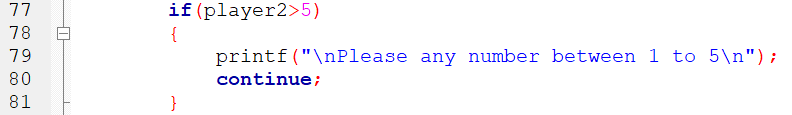 77 if(player2>5)
78 {
79 printf("\nPlease any number between 1 to 5\n");
80 continue;
81 }